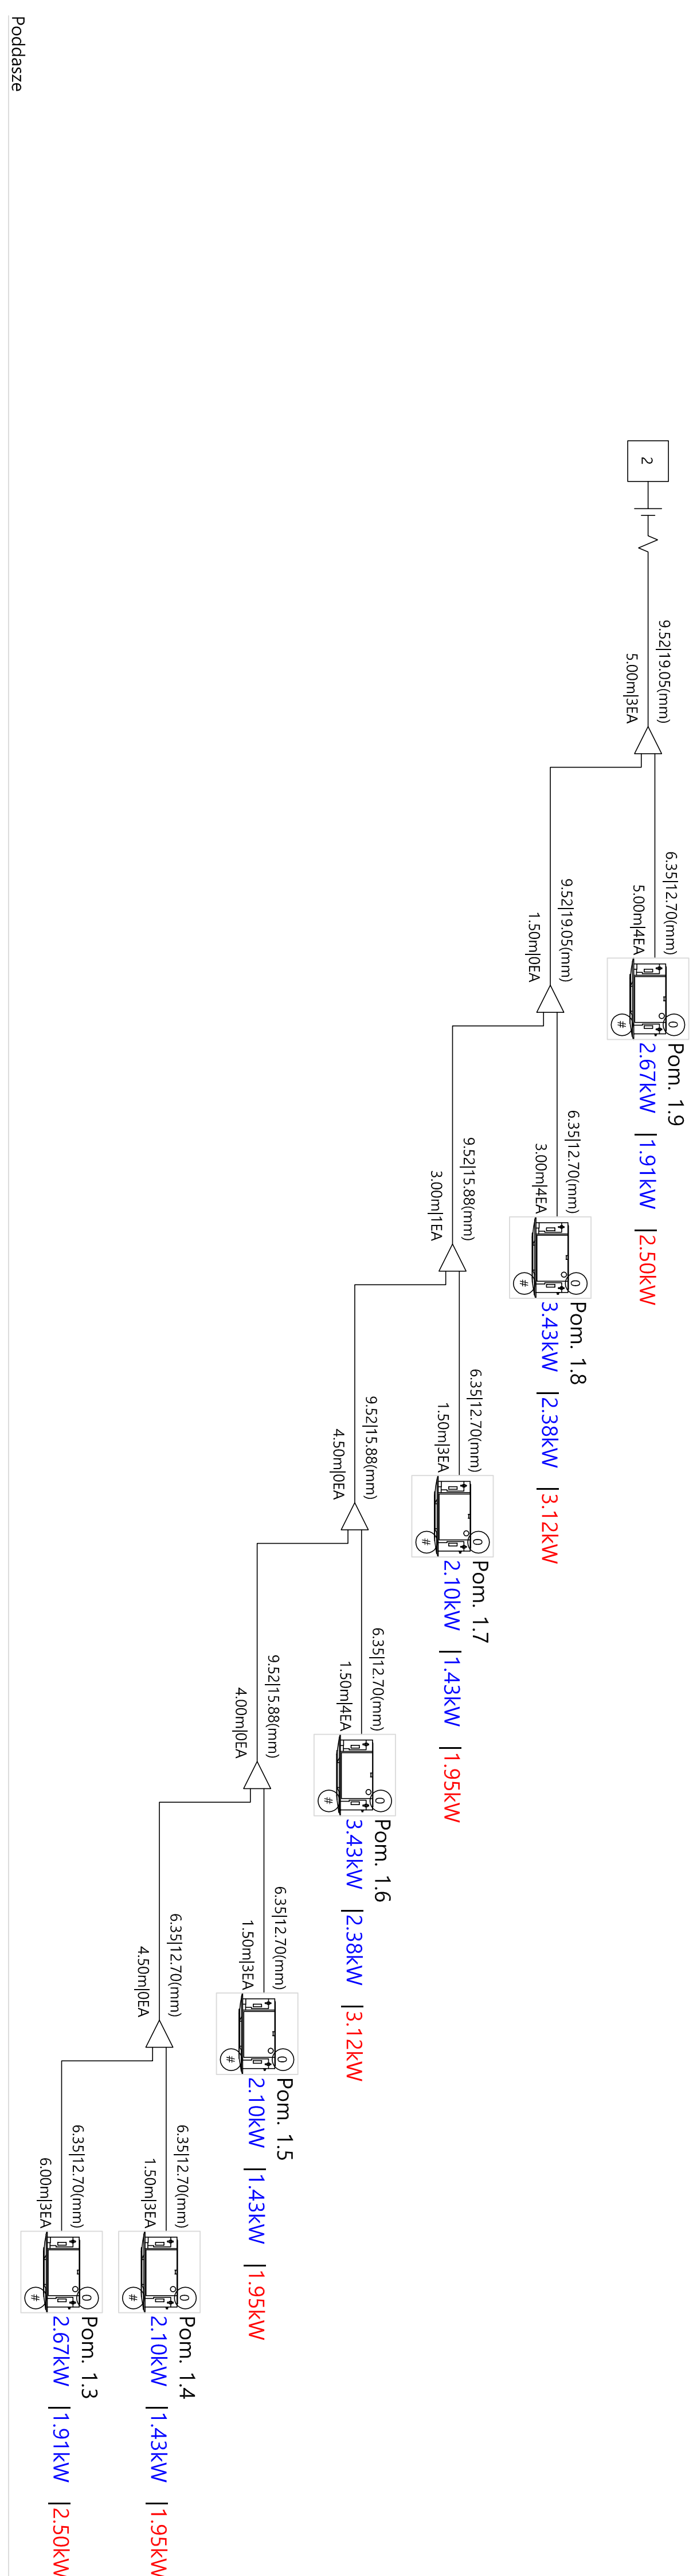 Poddasze
2
9.52|19.05(mm)
5.00m|3EA
6.35|12.70(mm)
5.00m|4EA
0
#
Pom. 1.9
2.67kW |1.91kW |2.50kW
9.52|19.05(mm)
1.50m|0EA
6.35|12.70(mm)
3.00m|4EA
0
#
Pom. 1.8
3.43kW |2.38kW |3.12kW
9.52|15.88(mm)
3.00m|1EA
6.35|12.70(mm)
1.50m|3EA
0
#
Pom. 1.7
2.10kW |1.43kW |1.95kW
9.52|15.88(mm)
4.50m|0EA
6.35|12.70(mm)
1.50m|4EA
0
#
Pom. 1.6
3.43kW |2.38kW |3.12kW
9.52|15.88(mm)
4.00m|0EA
6.35|12.70(mm)
1.50m|3EA
0
#
Pom. 1.5
2.10kW |1.43kW |1.95kW
6.35|12.70(mm)
4.50m|0EA
6.35|12.70(mm)
1.50m|3EA
0
#
Pom. 1.4
2.10kW |1.43kW |1.95kW
6.35|12.70(mm)
6.00m|3EA
0
#
Pom. 1.3
2.67kW |1.91kW |2.50kW